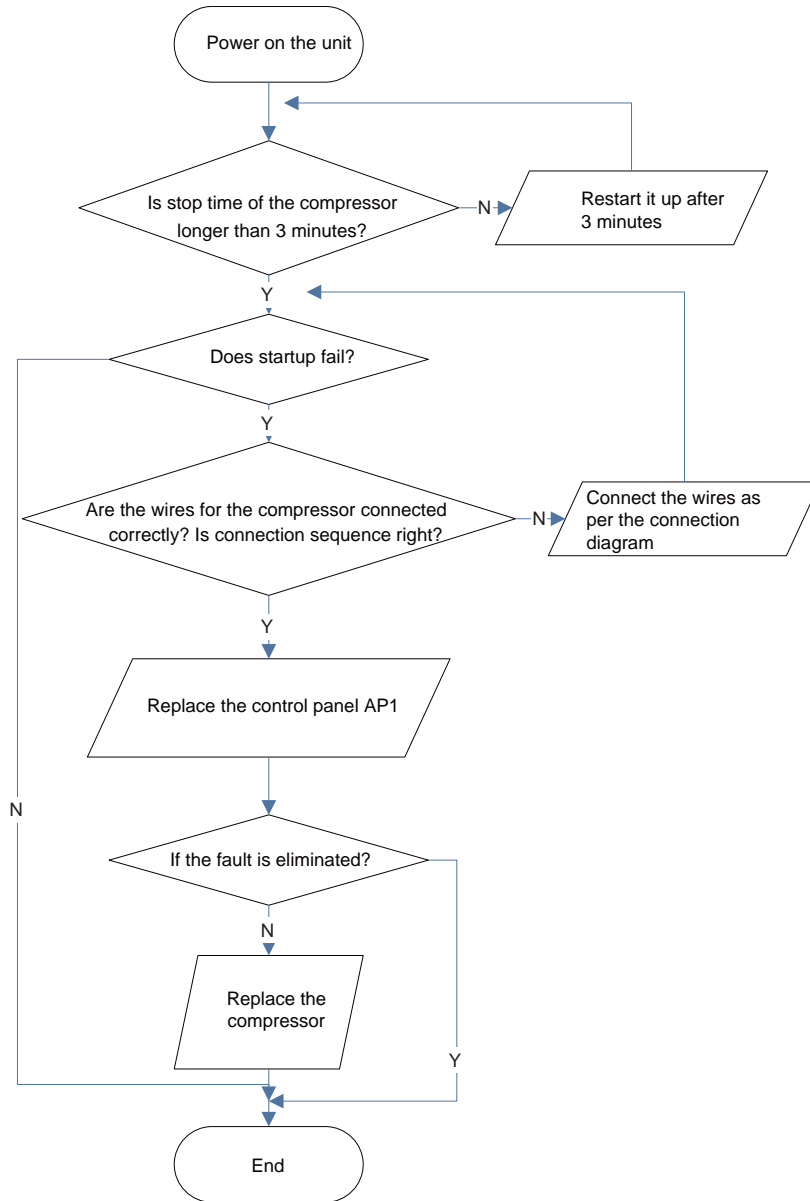 Power on the unit
Is stop time of the compressor
longer than 3 minutes?
N
Restart it up after
3 minutes
Y
Does startup fail?
Y
Are the wires for the compressor connected
correctly? Is connection sequence right?
N
Connect the wires as
per the connection
diagram
Y
Replace the control panel AP1
N
If the fault is eliminated?
N
Replace the
compressor
Y
End